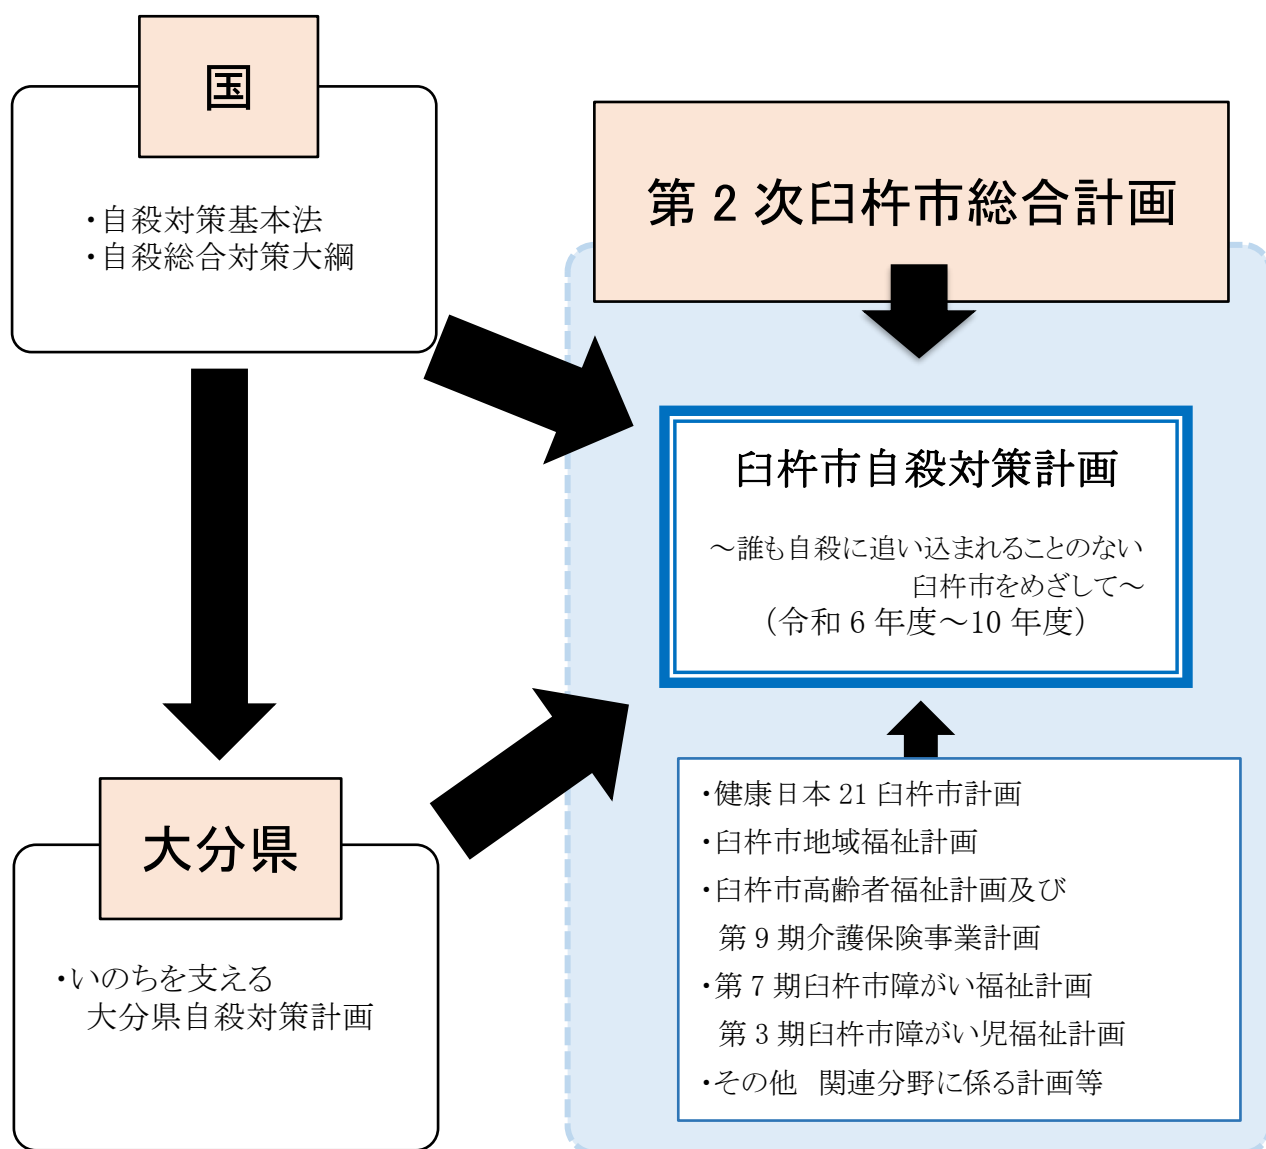 国
・自殺対策基本法
・自殺総合対策大綱
第２次臼杵市総合計画
臼杵市自殺対策計画
～誰も自殺に追い込まれることのない
臼杵市をめざして～
（令和 6 年度～10 年度）
大分県
・いのちを支える
大分県自殺対策計画
・健康日本 21 臼杵市計画
・臼杵市地域福祉計画
・臼杵市高齢者福祉計画及び
第 9 期介護保険事業計画
・第 7 期臼杵市障がい福祉計画
第 3 期臼杵市障がい児福祉計画
・その他　関連分野に係る計画等